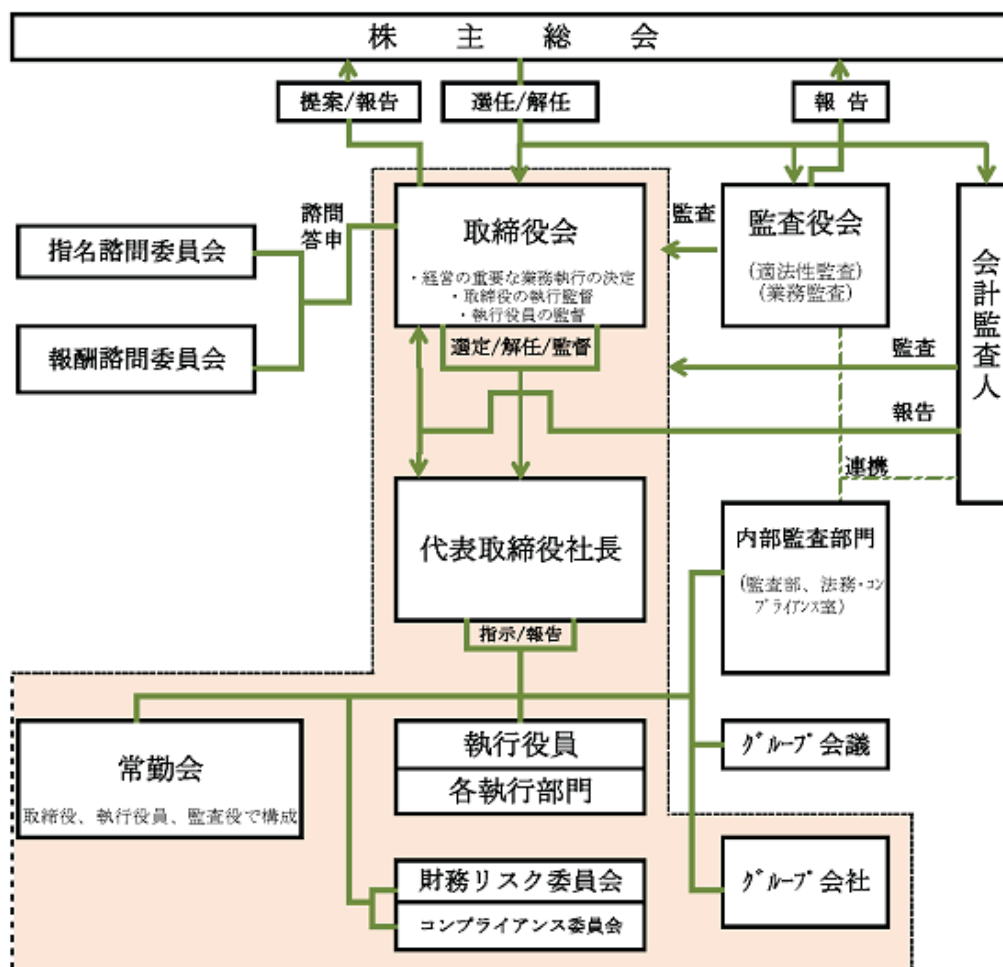 株主総会
提案/報告
選任/解任
報 告
諮問
答申
指名諮問委員会
報酬諮問委員会
取締役会
・経営の重要な業務執行の決定
・取締役の執行監督
・執行役員の監督
選定/解任/監督
監査
監査役会
(適法性監査)
(業務監査)
会計監査人
監査
報告
連携
代表取締役社長
指示/報告
内部監査部門
(監査部、法務・コン
プライアンス室)
常勤会
取締役、執行役員、監査役で構成
執行役員
各執行部門
グループ会議
財務リスク委員会
コンプライアンス委員会
グループ会社